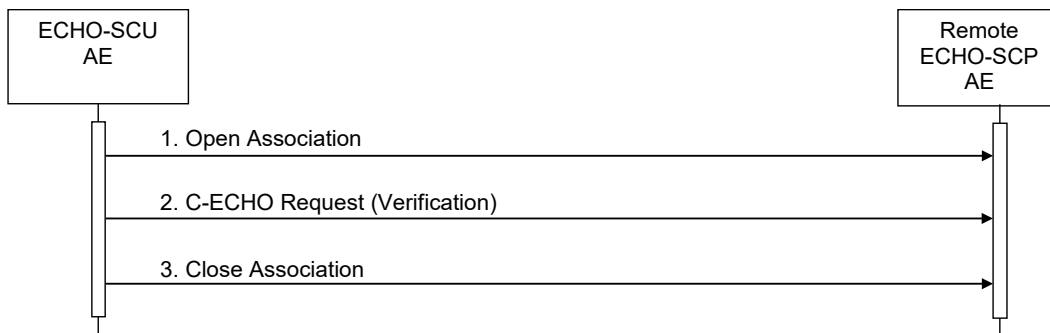 ECHO-SCU
AE
Remote
ECHO-SCP
AE
1. Open Association
2. C-ECHO Request (Verification)
3. Close Association